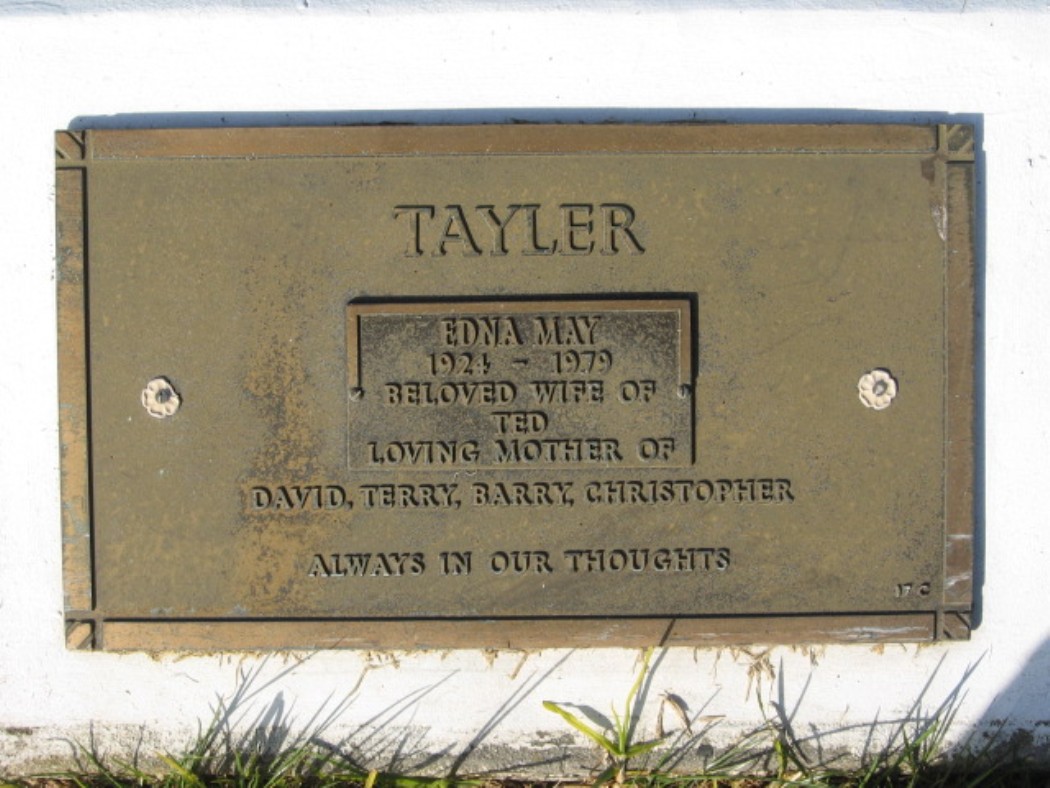 TAYLER
EDNA MAY
1924 - 1979
BELOVED WIFE OF
TED
LOVING MOTHER OF
DAVID, TERRY, BARRY, CHRISTOPHER
ALWAYS IN OUR THOUGHTS
17 C